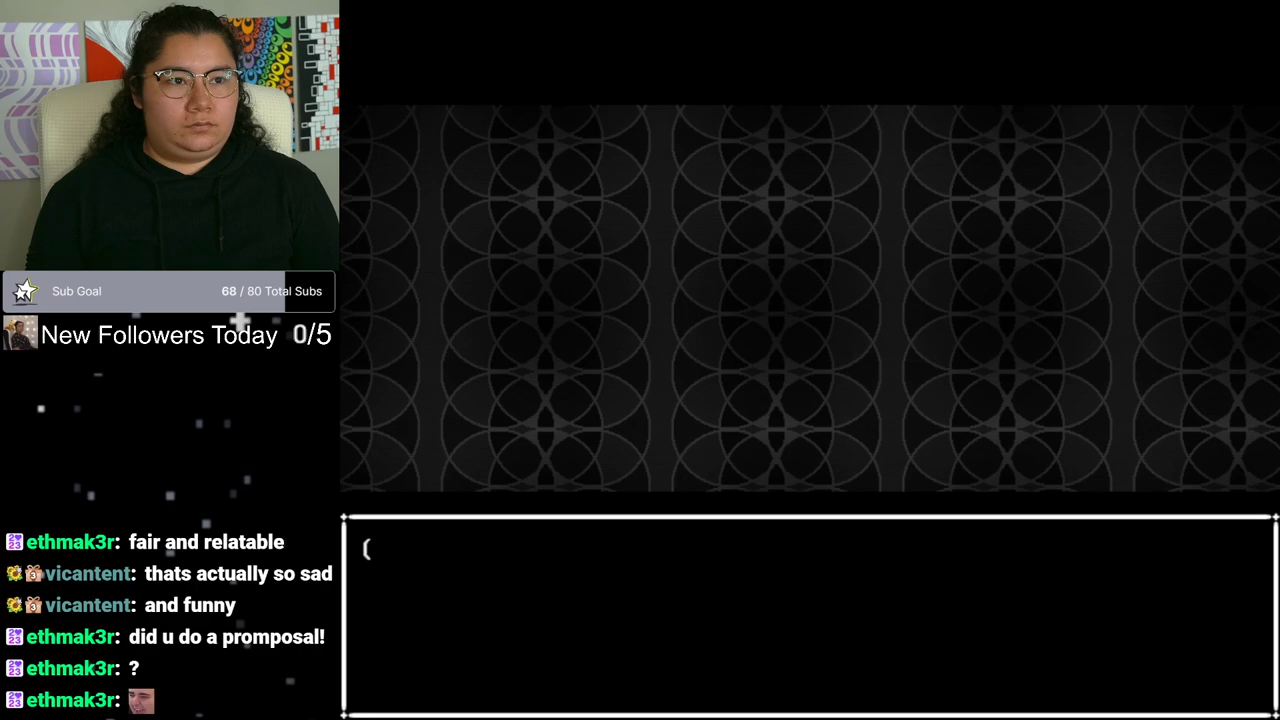 Sub Goal 68 / 80 Total Subs
New Followers Today 0/5
ethmak3r: fair and relatable
vicantent: thats actually so sad
vicantent: and funny
ethmak3r: did u do a promposal!
ethmak3r: ?
ethmak3r:
(